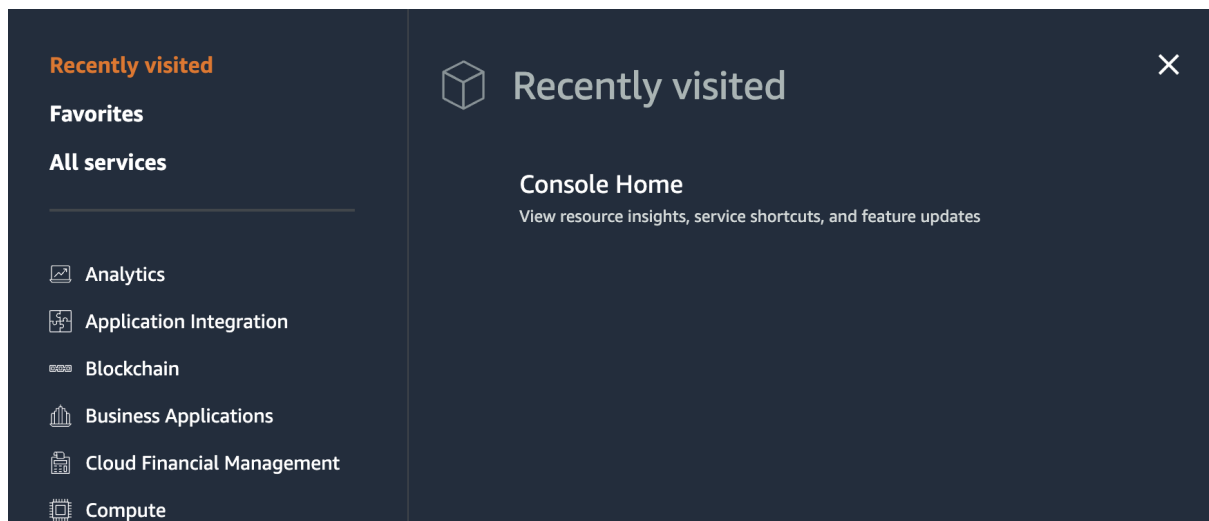 Recently visited
Favorites
All services
Analytics
Application Integration
Blockchain
Business Applications
Cloud Financial Management
Compute
Recently visited
Console Home
View resource insights, service shortcuts, and feature updates